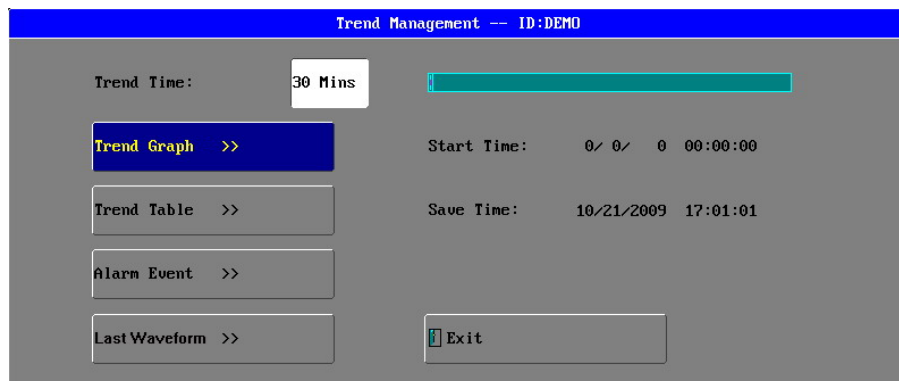 Trend Management -- ID:DEMO
Trend Time: 30 Mins
Trend Graph >>
Start Time: 0/ 0/ 0 00:00:00
Trend Table >>
Save Time: 10/21/2009 17:01:01
Alarm Event >>
Last Waveform >>
Exit